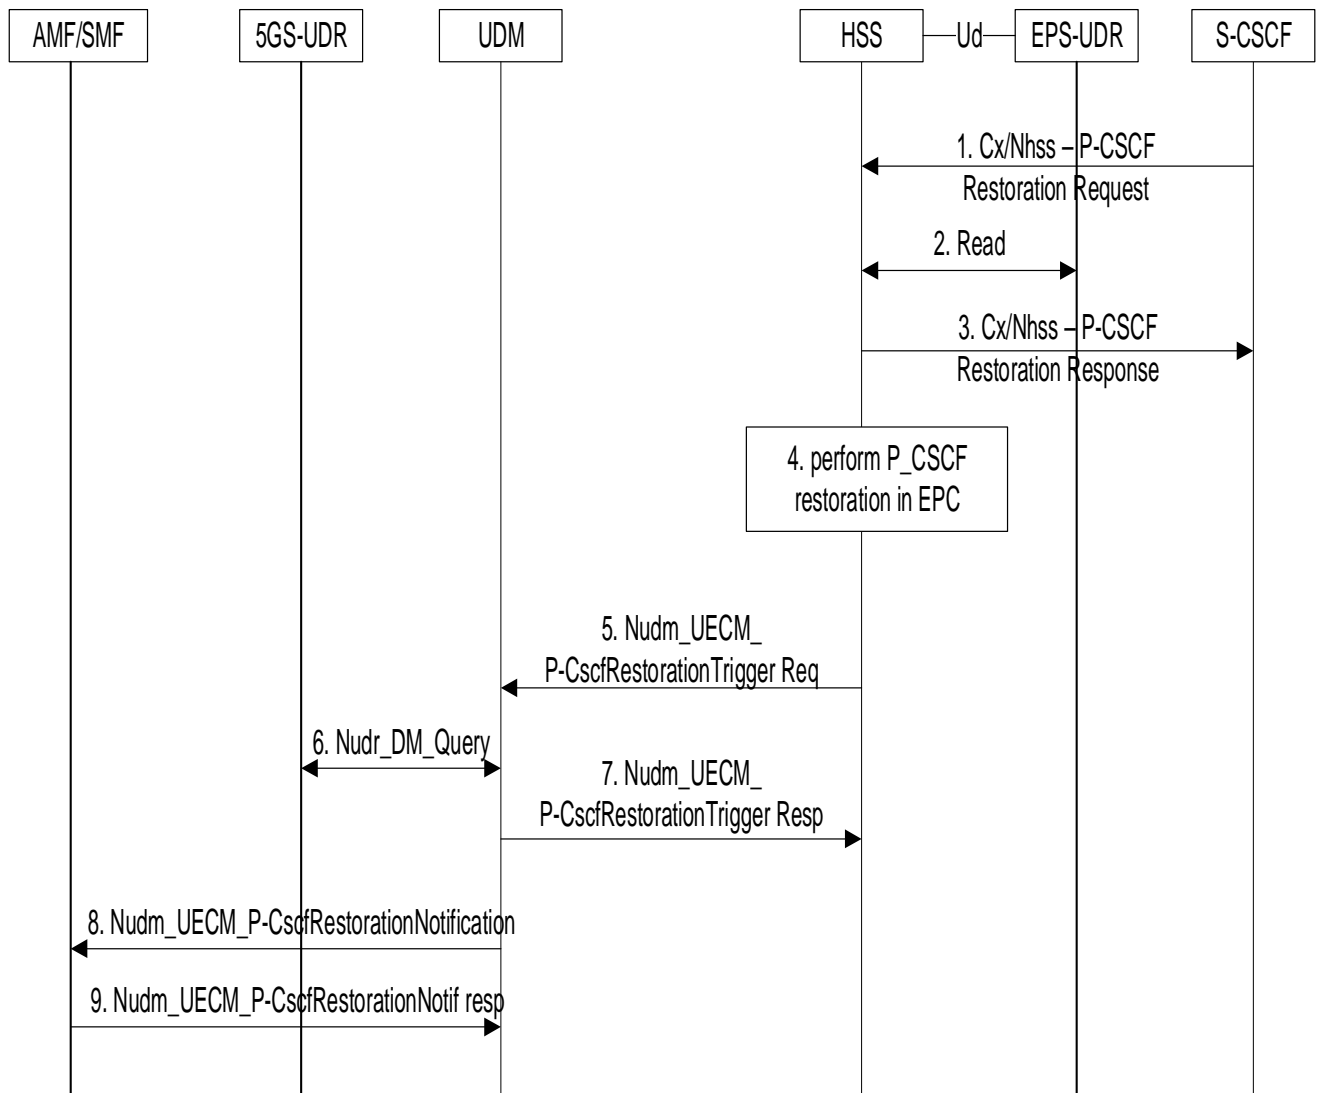 AMF/SMF
5GS-UDR
UDM
HSS
Ud
EPS-UDR
S-CSCF
1. Cx/Nhss – P-CSCF
Restoration Request
2. Read
3. Cx/Nhss – P-CSCF
Restoration Response
4. perform P_CSCF
restoration in EPC
5. Nudm_UECM_
P-CscfRestorationTrigger Req
6. Nudr_DM_Query
7. Nudm_UECM_
P-CscfRestorationTrigger Resp
8. Nudm_UECM_P-CscfRestorationNotification
9. Nudm_UECM_P-CscfRestorationNotif resp